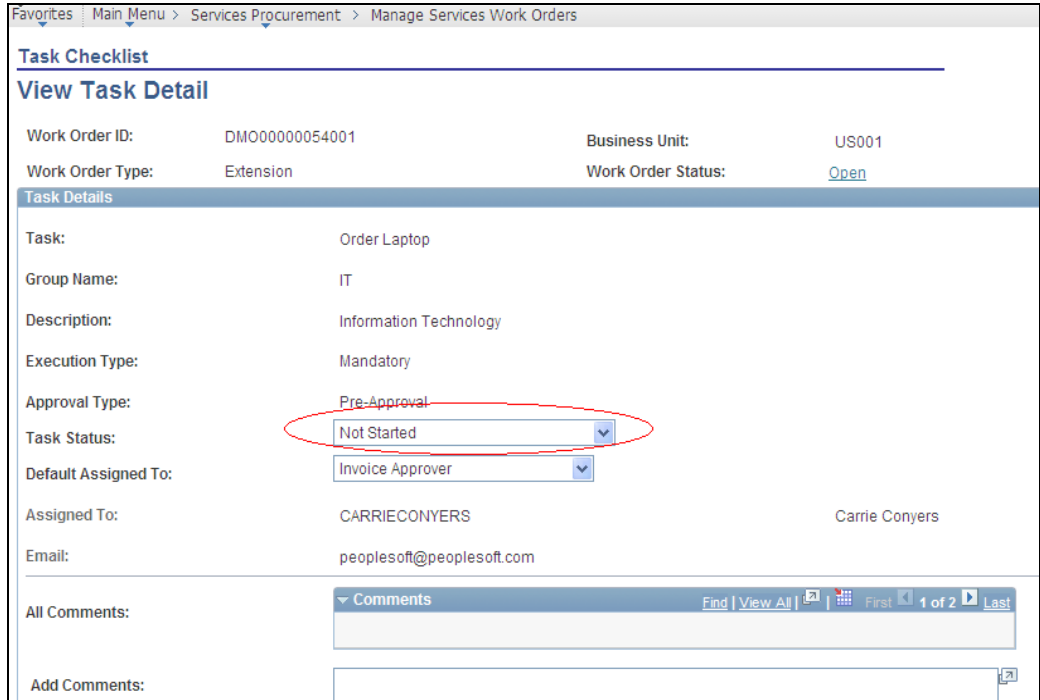 Favorites Main Menu > Services Procurement > Manage Services Work Orders
Task Checklist
View Task Detail
Work Order ID: DMO00000054001 Business Unit: US001
Work Order Type: Extension Work Order Status: Open
Task Details
Task: Order Laptop
Group Name: IT
Description: Information Technology
Execution Type: Mandatory
Approval Type: Pre-Approval
Task Status: Not Started
Default Assigned To: Invoice Approver
Assigned To: CARRIECONYERS Carrie Conyers
Email: peoplesoft@peoplesoft.com
All Comments: Comments Find | View All | | First 1 of 2 Last
Add Comments: